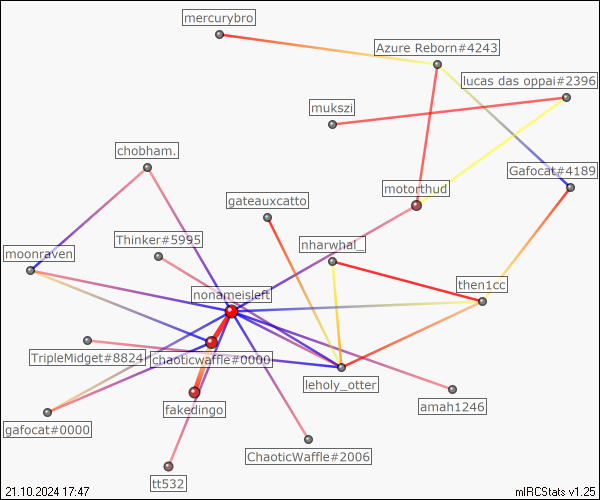 mercurybro
Azure Reborn#4243
lucas das oppai#2396
mukszi
chobham.
Gafocat#4189
motorthud
gateauxcatto
Thinker#5995
nharwhal_
moonraven
then1cc
nonameisleft
TripleMidget#8824
chaoticwaffle#0000
leholy_otter
fakedingo
amah1246
gafocat#0000
ChaoticWaffle#2006
tt532
21.10.2024 17:47
mIRCStats v1.25